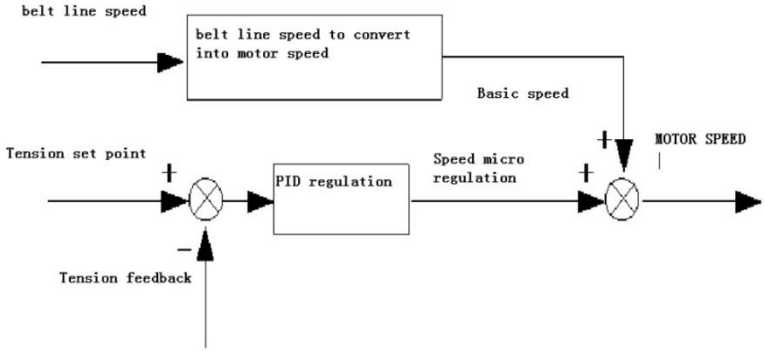 belt line speed
belt line speed to convert
into motor speed
Basic speed
+
MOTOR SPEED
Tension set point
+
PID regulation
Speed micro
regulation
+
−
Tension feedback